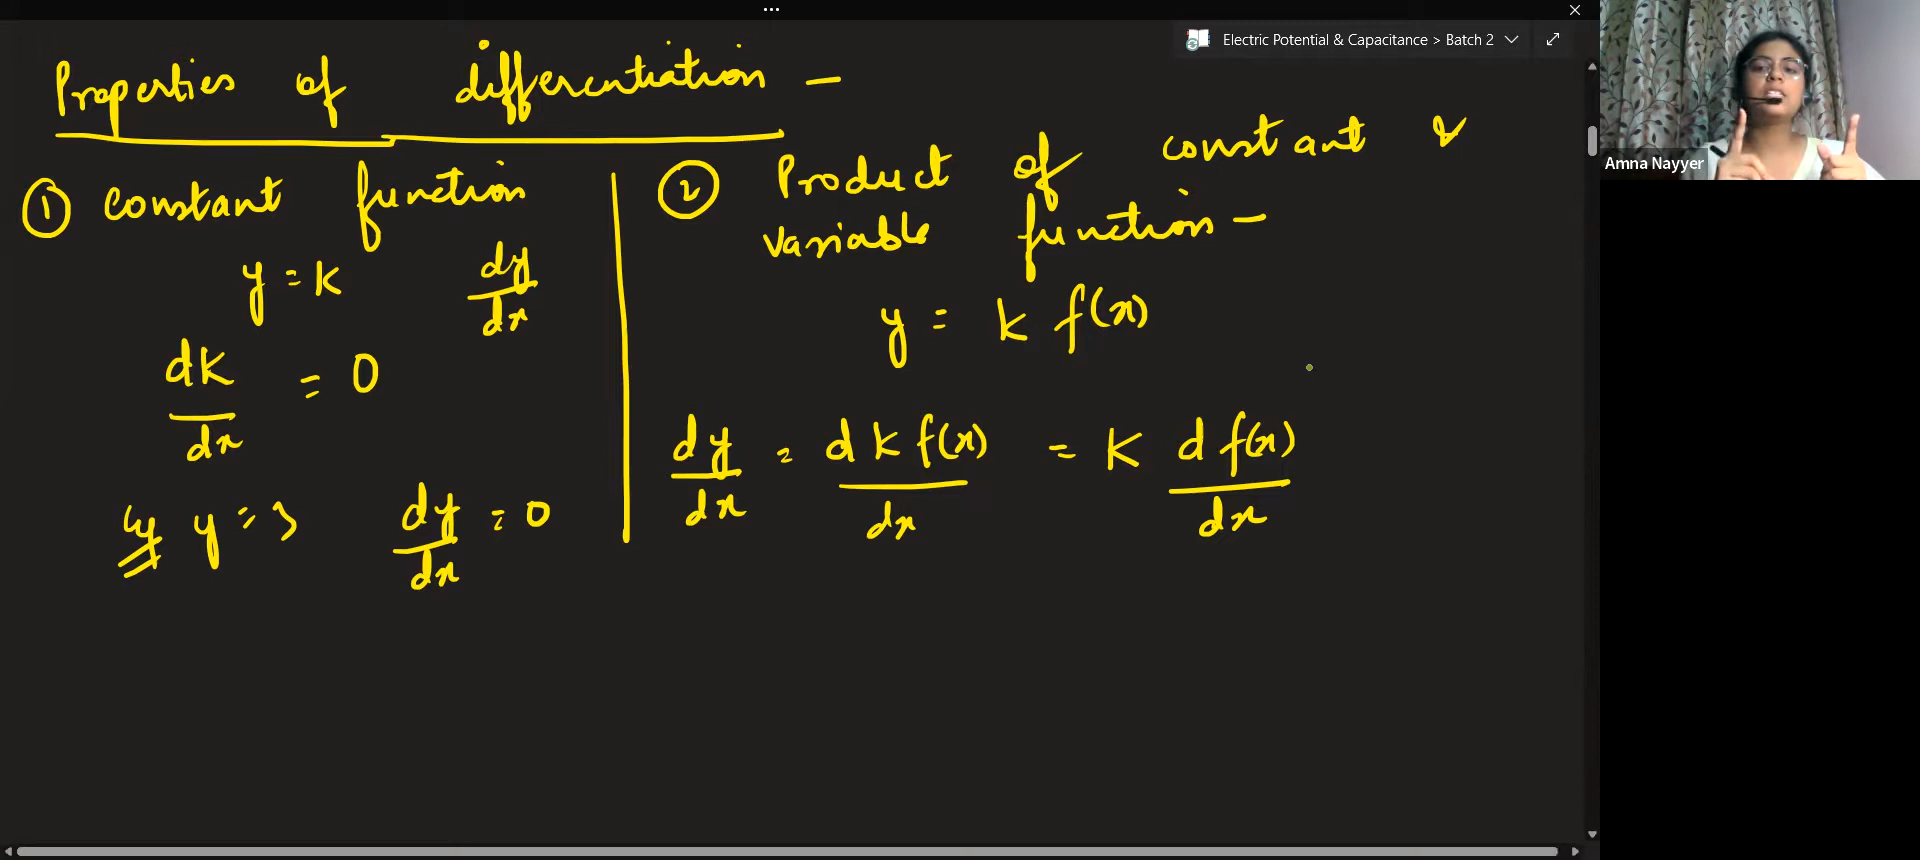 Electric Potential & Capacitance > Batch 2
Amna Nayyer
Properties of differentiation –
① constant function
y = k dy/dx
dk/dx = 0
y = 3 dy/dx = 0
② Product of constant &
variable function –
y = k f(x)
dy/dx = d k f(x)/dx = k d f(x)/dx